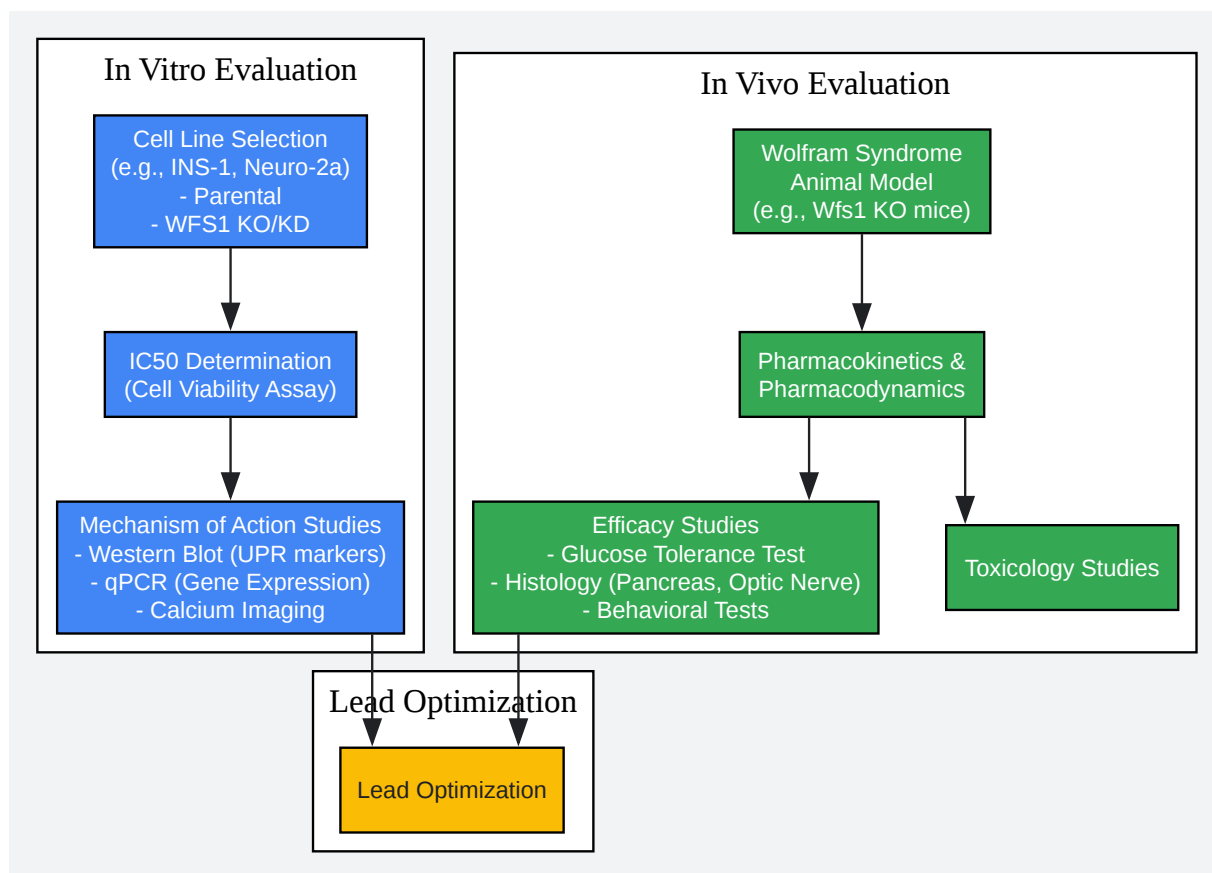 In Vitro Evaluation
Cell Line Selection
(e.g., INS-1, Neuro-2a)
- Parental
- WFS1 KO/KD
IC50 Determination
(Cell Viability Assay)
Mechanism of Action Studies
- Western Blot (UPR markers)
- qPCR (Gene Expression)
- Calcium Imaging
In Vivo Evaluation
Wolfram Syndrome
Animal Model
(e.g., Wfs1 KO mice)
Pharmacokinetics &
Pharmacodynamics
Efficacy Studies
- Glucose Tolerance Test
- Histology (Pancreas, Optic Nerve)
- Behavioral Tests
Toxicology Studies
Lead Optimization
Lead Optimization